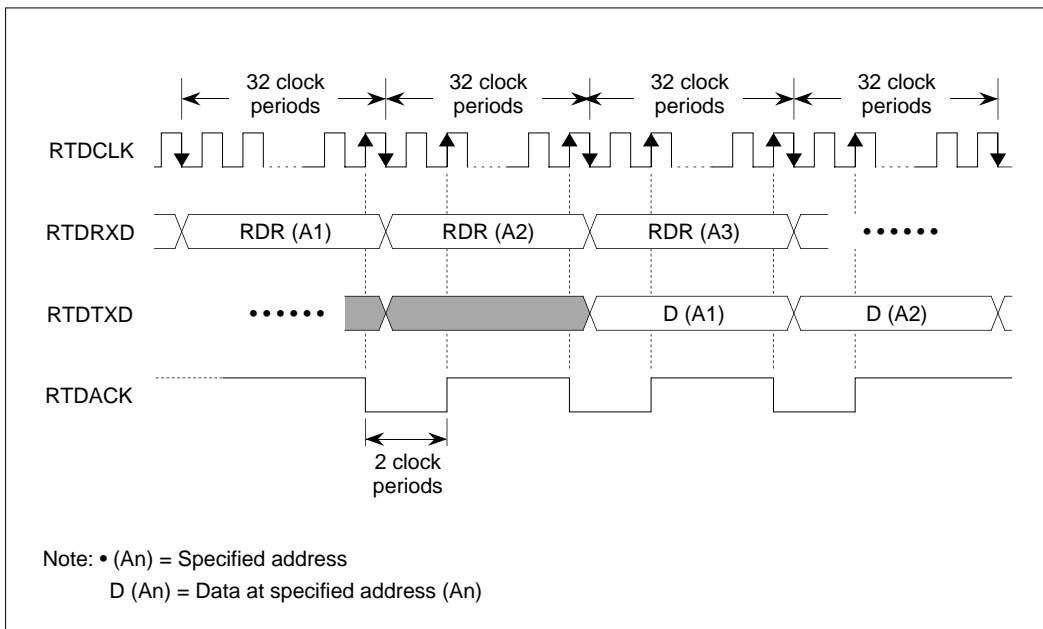 32 clock periods
32 clock periods
32 clock periods
32 clock periods
RTDCLK
RTDRXD
RDR (A1)
RDR (A2)
RDR (A3)
••••••
RTDTXD
••••••
D (A1)
D (A2)
RTDACK
2 clock
periods
Note: • (An) = Specified address
D (An) = Data at specified address (An)